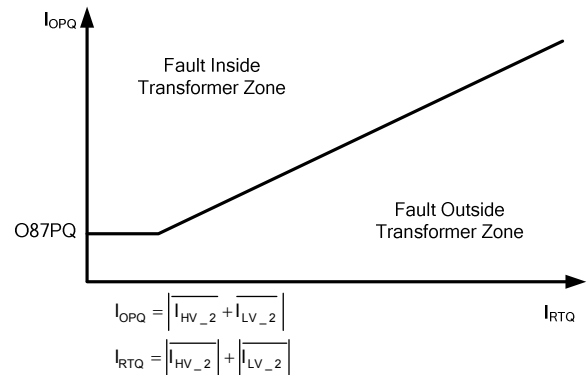 I_OPQ
Fault Inside
Transformer Zone
O87PQ
Fault Outside
Transformer Zone
I_RTQ
I_OPQ = |I_HV_2 + I_LV_2|
I_RTQ = |I_HV_2| + |I_LV_2|